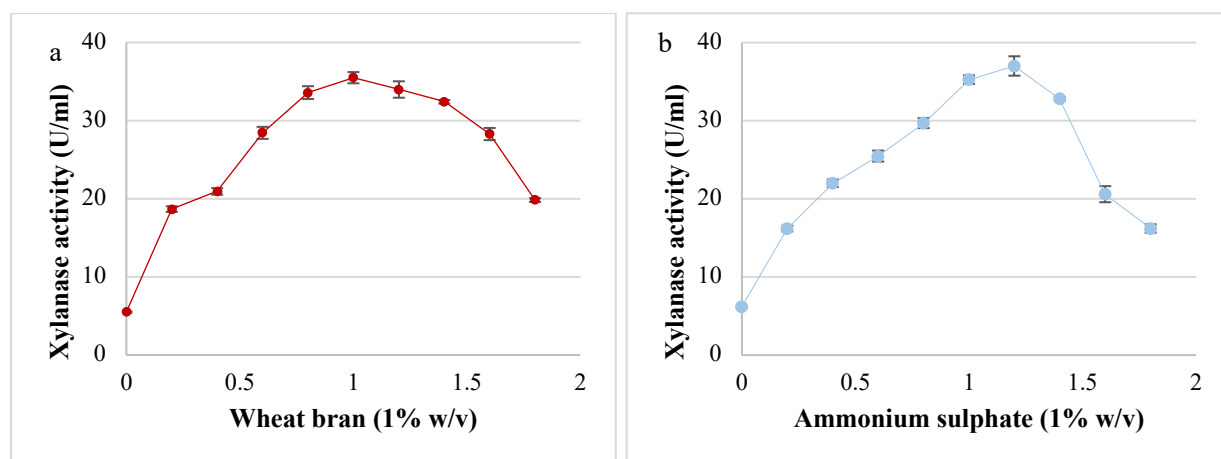 a
Xylanase activity (U/ml)
40
30
20
10
0
0 0.5 1 1.5 2
Wheat bran (1% w/v)
b
Xylanase activity (U/ml)
40
30
20
10
0
0 0.5 1 1.5 2
Ammonium sulphate (1% w/v)